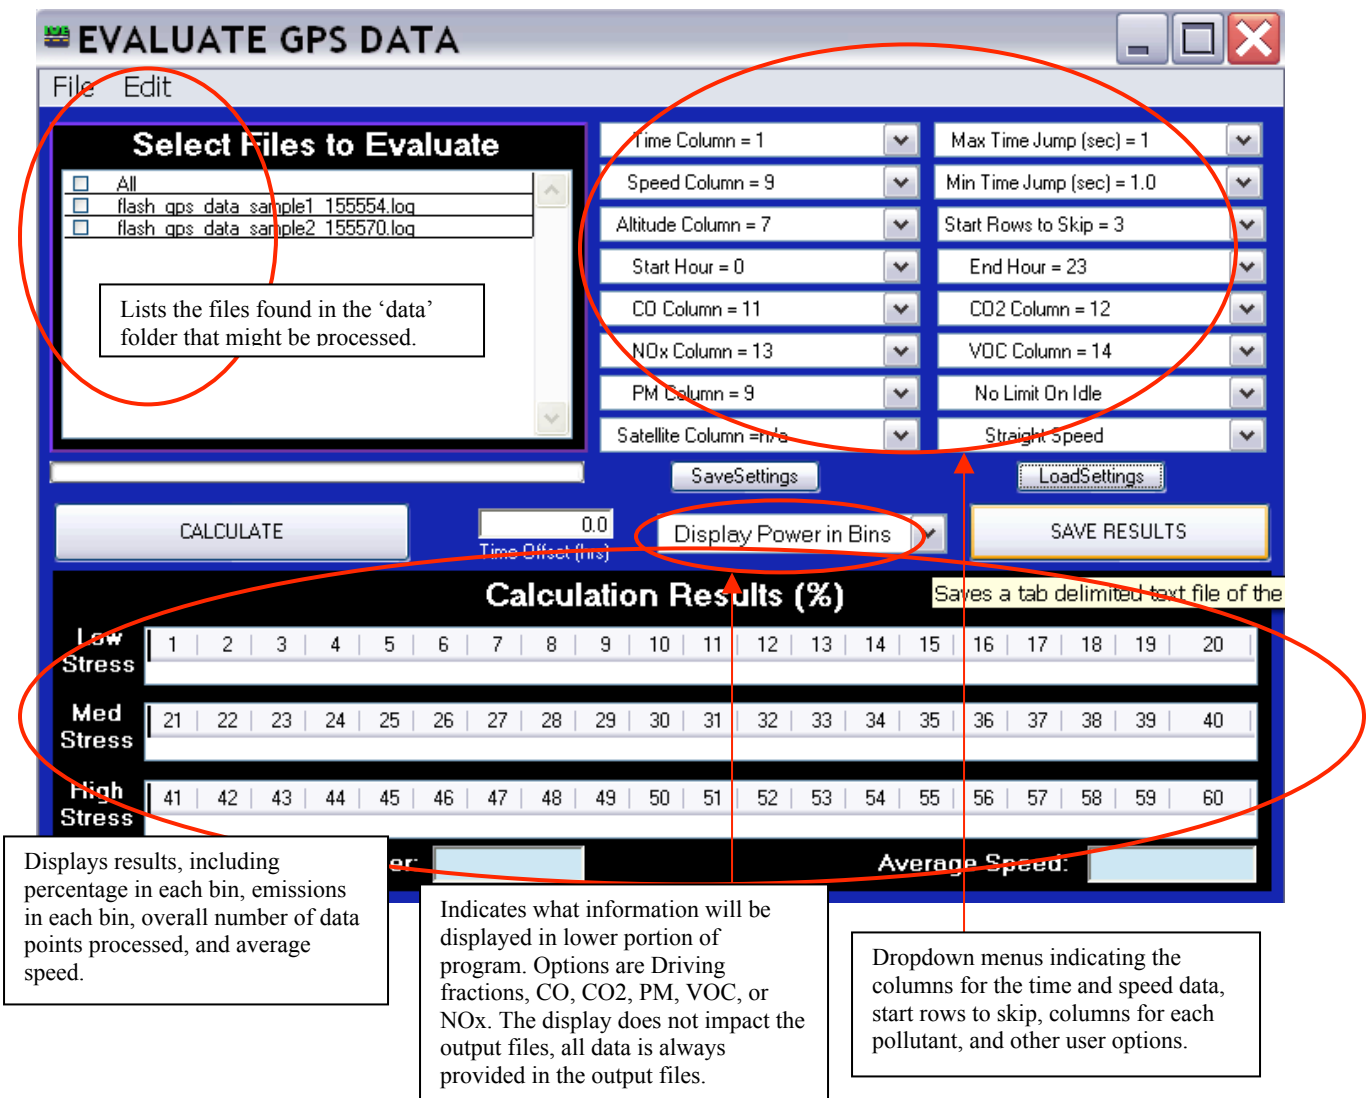 EVALUATE GPS DATA
File Edit
Select Files to Evaluate
All
flash_gps_data_sample1_155554.log
flash_gps_data_sample2_155570.log
Lists the files found in the ‘data’
folder that might be processed.
Time Column = 1
Max Time Jump (sec) = 1
Speed Column = 9
Min Time Jump (sec) = 1.0
Altitude Column = 7
Start Rows to Skip = 3
Start Hour = 0
End Hour = 23
CO Column = 11
CO2 Column = 12
NOx Column = 13
VOC Column = 14
PM Column = 9
No Limit On Idle
Satellite Column =n/a
Straight Speed
SaveSettings
LoadSettings
CALCULATE
0.0
Time Offset (hrs)
Display Power in Bins
SAVE RESULTS
Calculation Results (%)
Saves a tab delimited text file of the
Low
Stress
1 | 2 | 3 | 4 | 5 | 6 | 7 | 8 | 9 | 10 | 11 | 12 | 13 | 14 | 15 | 16 | 17 | 18 | 19 | 20
Med
Stress
21 | 22 | 23 | 24 | 25 | 26 | 27 | 28 | 29 | 30 | 31 | 32 | 33 | 34 | 35 | 36 | 37 | 38 | 39 | 40
High
Stress
41 | 42 | 43 | 44 | 45 | 46 | 47 | 48 | 49 | 50 | 51 | 52 | 53 | 54 | 55 | 56 | 57 | 58 | 59 | 60
er:
Average Speed:
Displays results, including
percentage in each bin, emissions
in each bin, overall number of data
points processed, and average
speed.
Indicates what information will be
displayed in lower portion of
program. Options are Driving
fractions, CO, CO2, PM, VOC, or
NOx. The display does not impact the
output files, all data is always
provided in the output files.
Dropdown menus indicating the
columns for the time and speed data,
start rows to skip, columns for each
pollutant, and other user options.